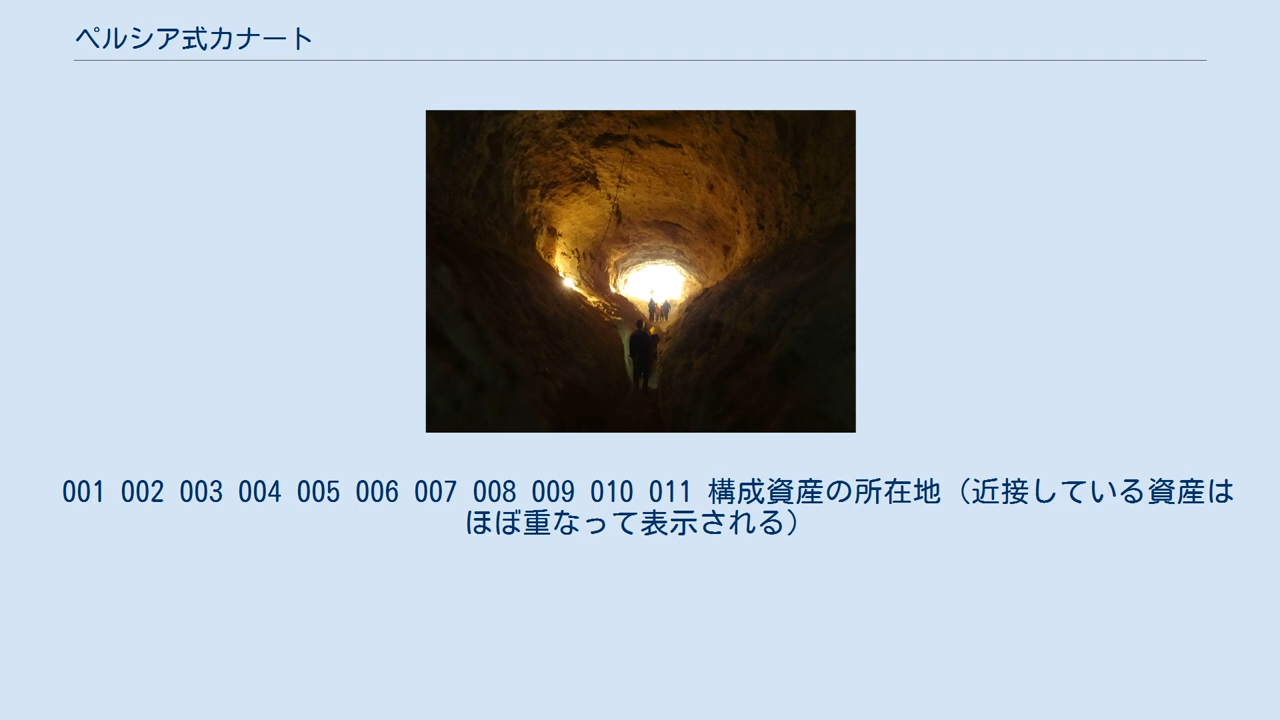 ペルシア式カナート
001 002 003 004 005 006 007 008 009 010 011 構成資産の所在地（近接している資産は
ほぼ重なって表示される）